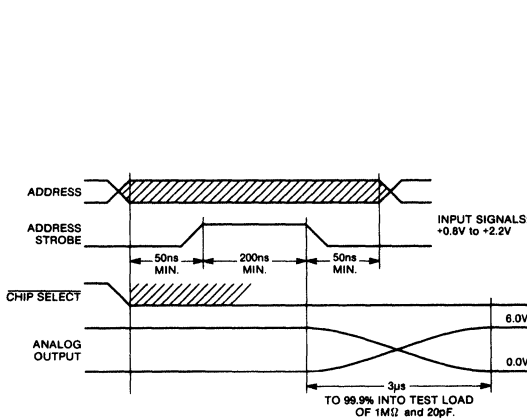 ADDRESS
INPUT SIGNALS:
+0.8V to +2.2V
ADDRESS
STROBE
50ns
MIN.
200ns
MIN.
50ns
MIN.
CHIP SELECT
6.0V
ANALOG
OUTPUT
0.0V
3μs
TO 99.9% INTO TEST LOAD
OF 1MΩ and 20pF.